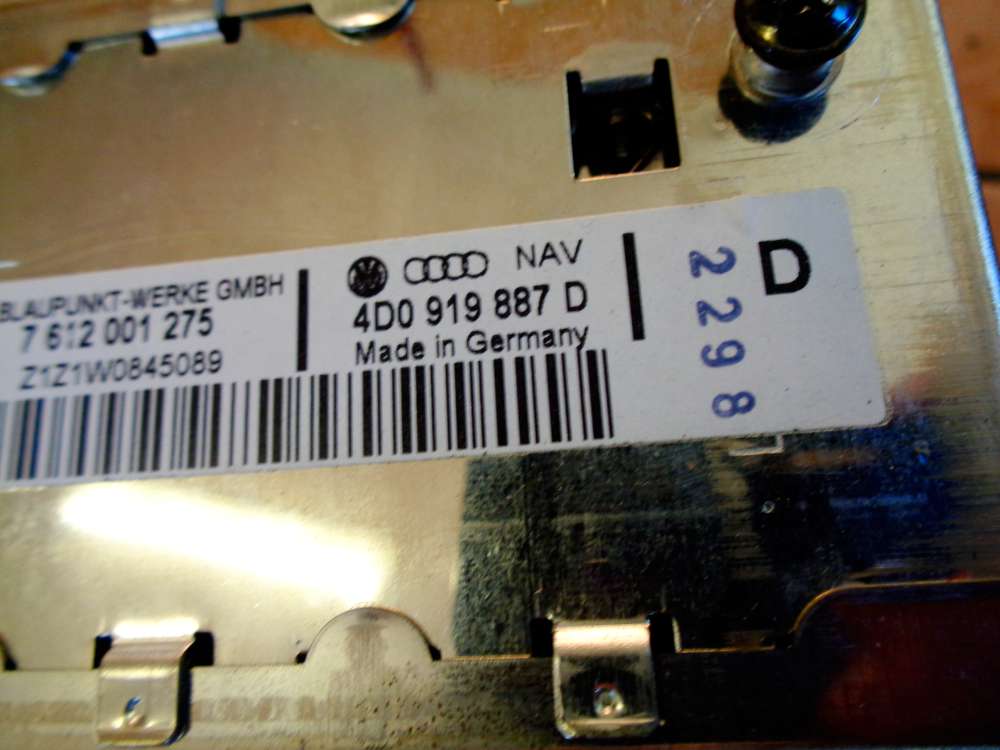 BLAUPUNKT-WERKE GMBH
7 612 001 275
Z1Z1W0845089
NAV
4D0 919 887 D
Made in Germany
2298
D